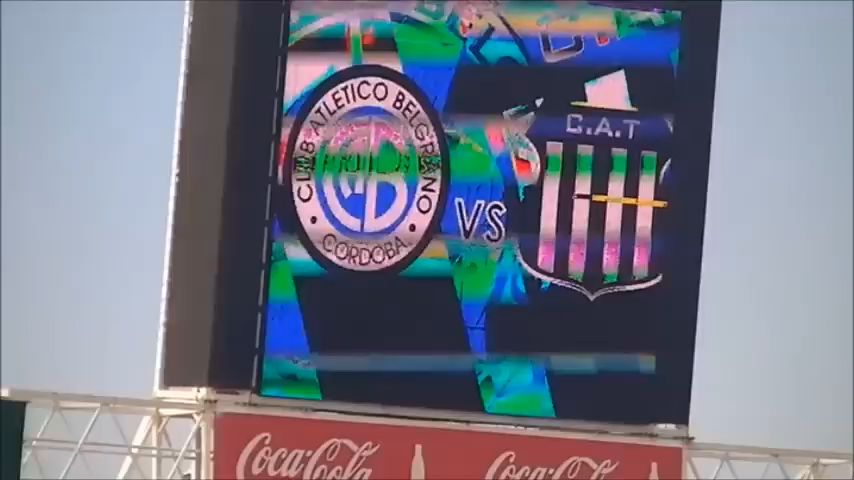 CLUB ATLETICO BELGRANO
CORDOBA
VS
C.A.T
Coca-Cola
Coca-Cola